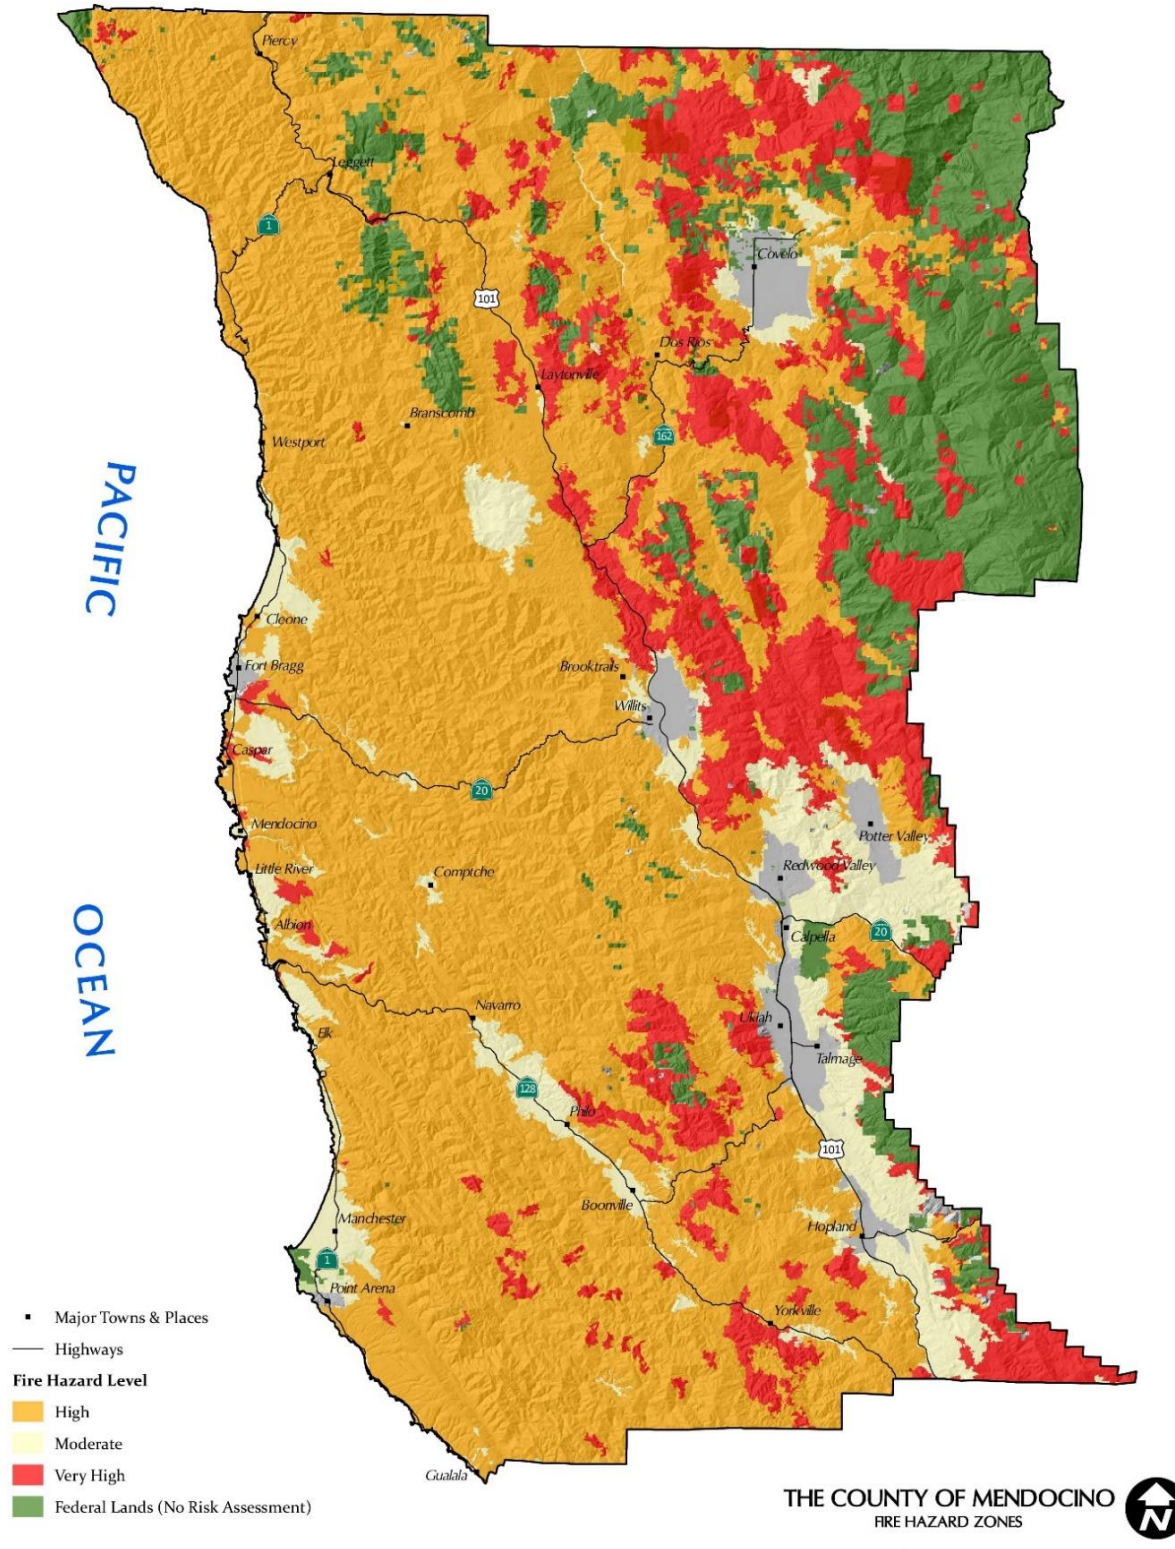 Piercy
Leggett
1
Covelo
101
Dos Rios
Laytonville
Branscomb
162
Westport
PACIFIC
Cleone
Fort Bragg
Brooktrails
Willits
Caspar
20
Mendocino
Potter Valley
Little River
Redwood Valley
Comptche
Albion
Calpella
20
OCEAN
Navarro
Elk
Ukiah
Talmage
128
Philo
101
Boonville
Manchester
Hopland
1
Point Arena
Yorkville
Gualala
Major Towns & Places
Highways
Fire Hazard Level
High
Moderate
Very High
Federal Lands (No Risk Assessment)
THE COUNTY OF MENDOCINO
FIRE HAZARD ZONES
N